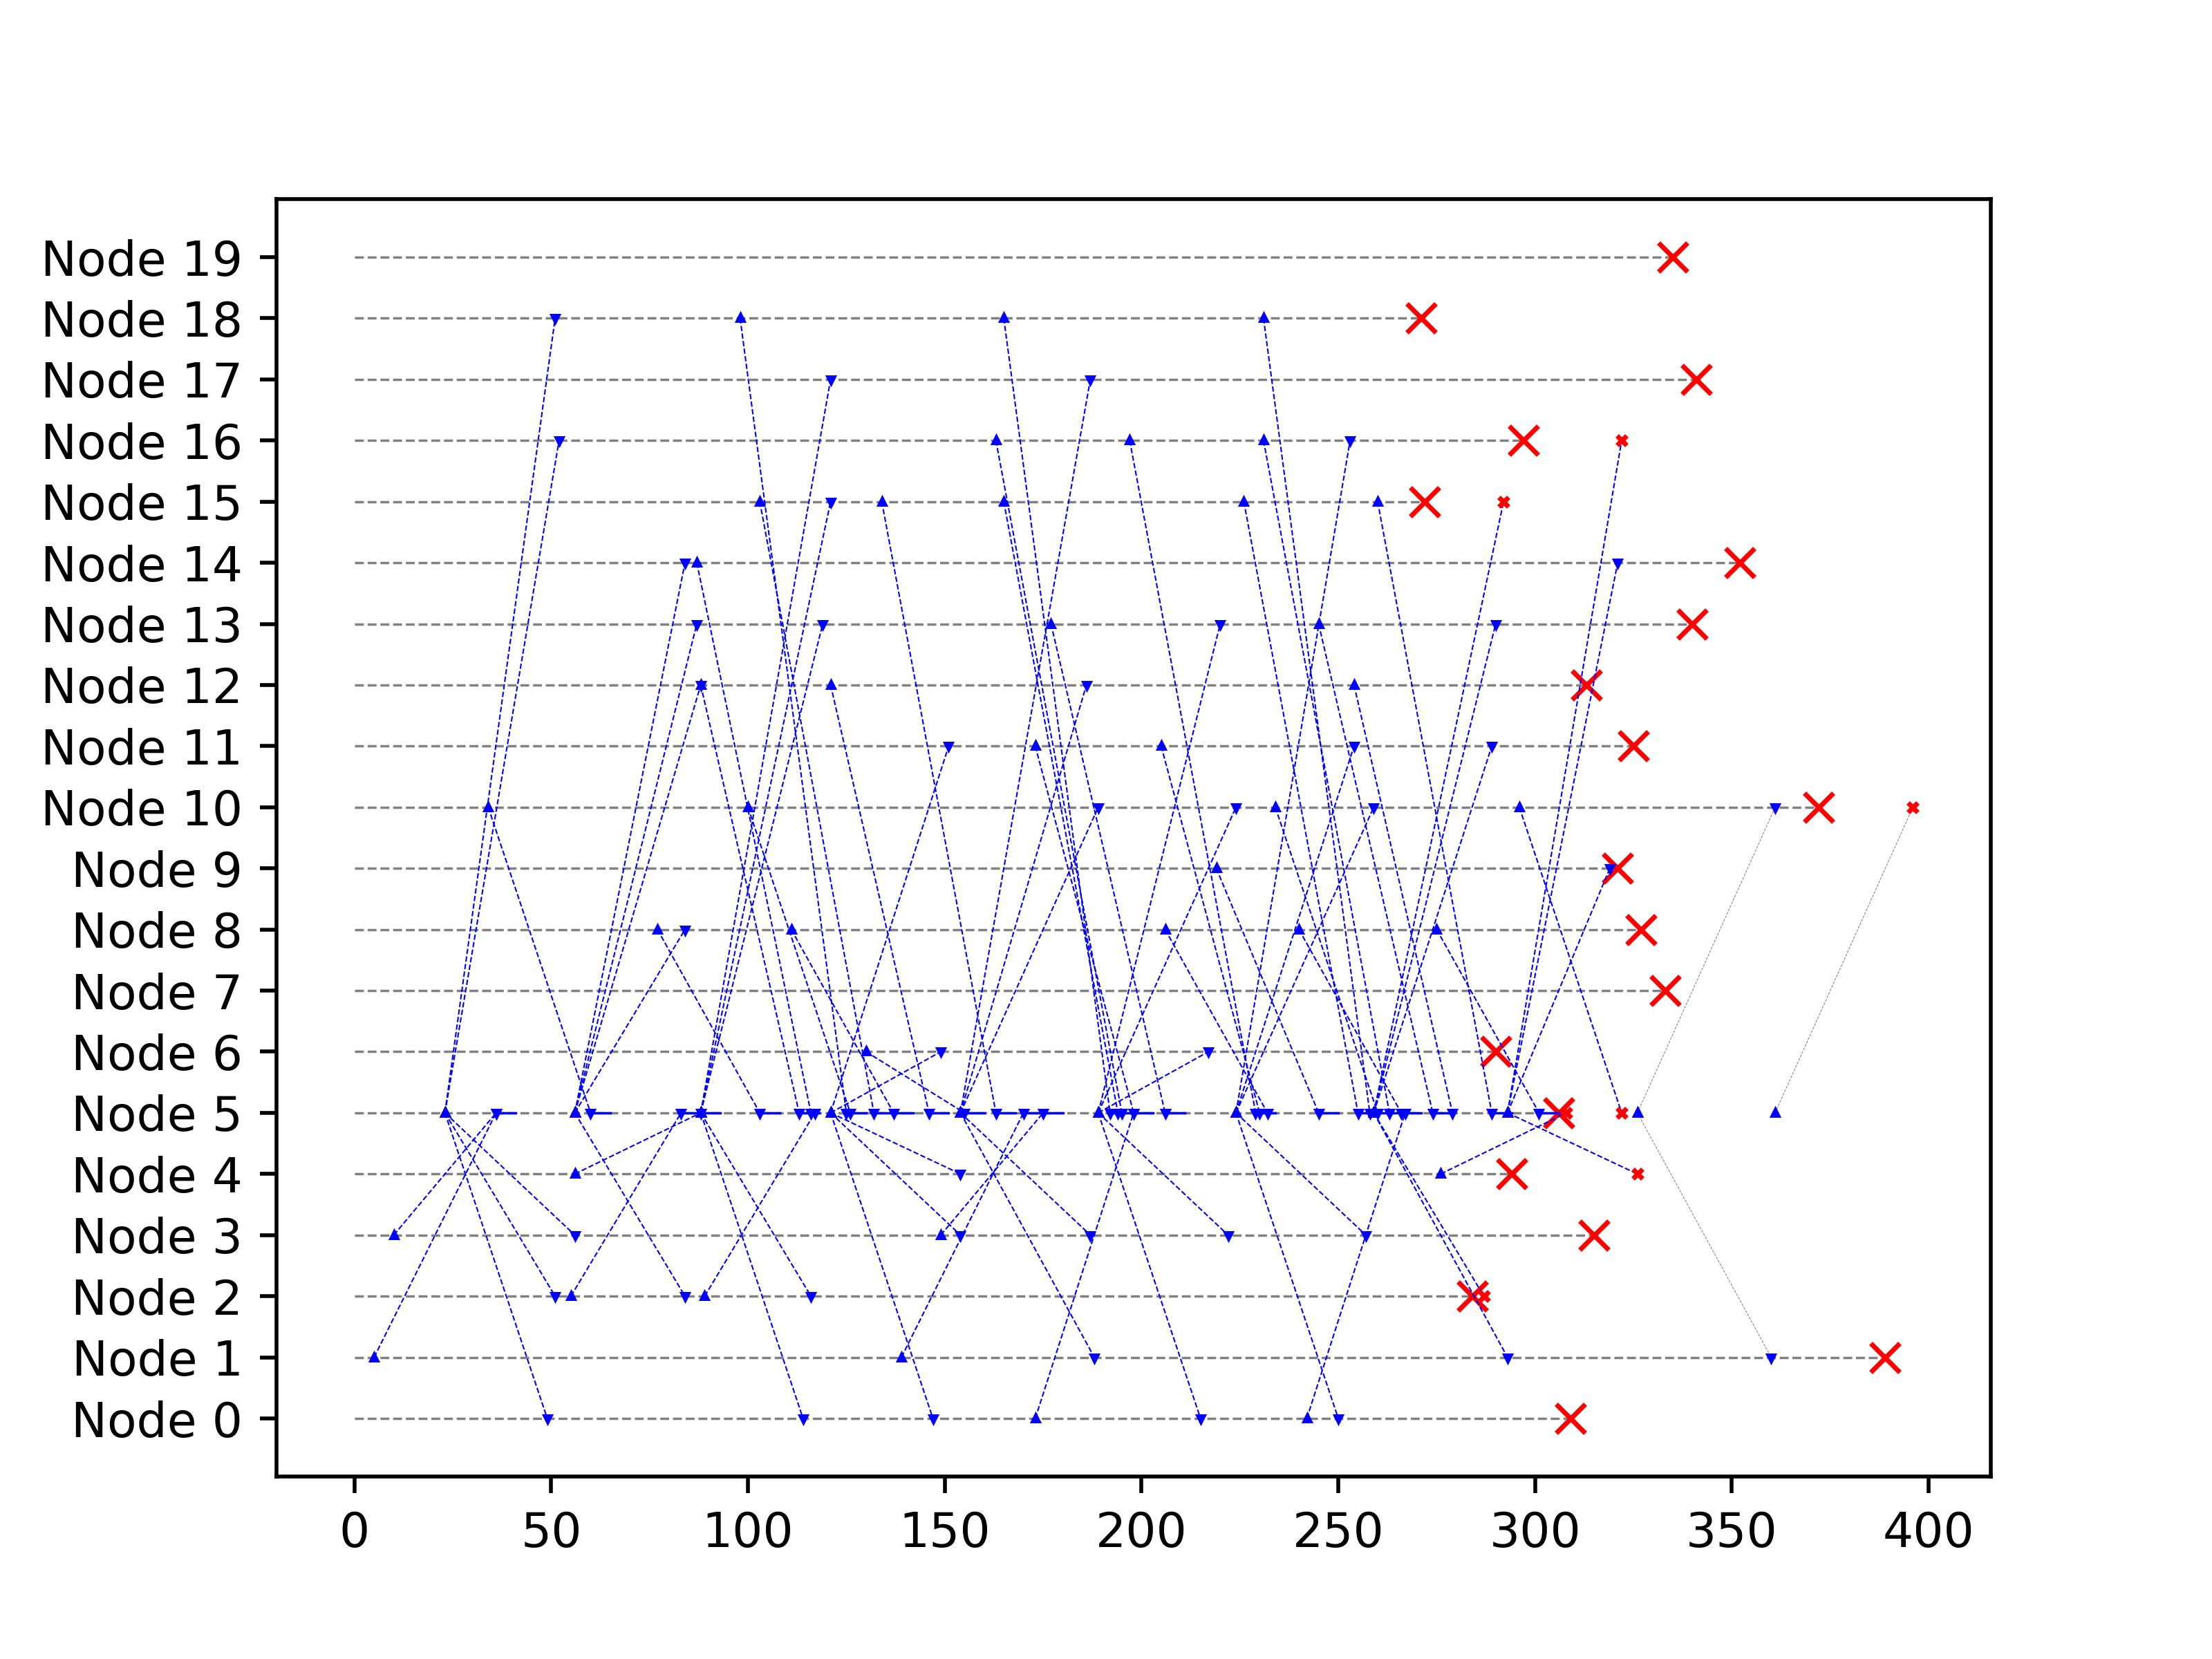 Node 19
Node 18
Node 17
Node 16
Node 15
Node 14
Node 13
Node 12
Node 11
Node 10
Node 9
Node 8
Node 7
Node 6
Node 5
Node 4
Node 3
Node 2
Node 1
Node 0
0 50 100 150 200 250 300 350 400